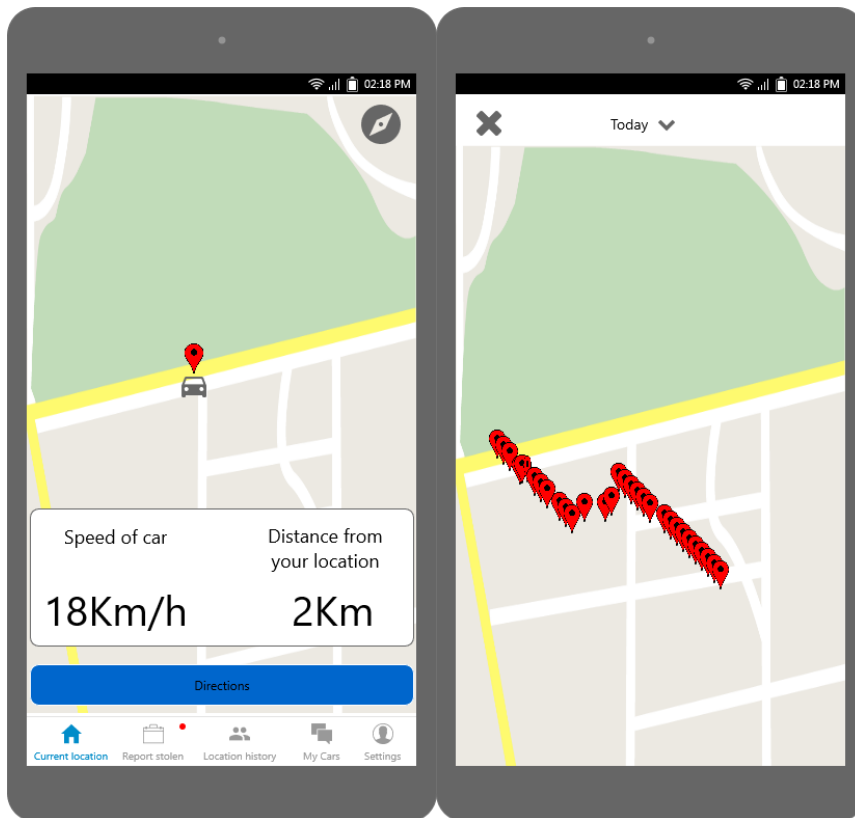 02:18 PM
Speed of car
Distance from
your location
18Km/h
2Km
Directions
Current location
Report stolen
Location history
My Cars
Settings
02:18 PM
Today